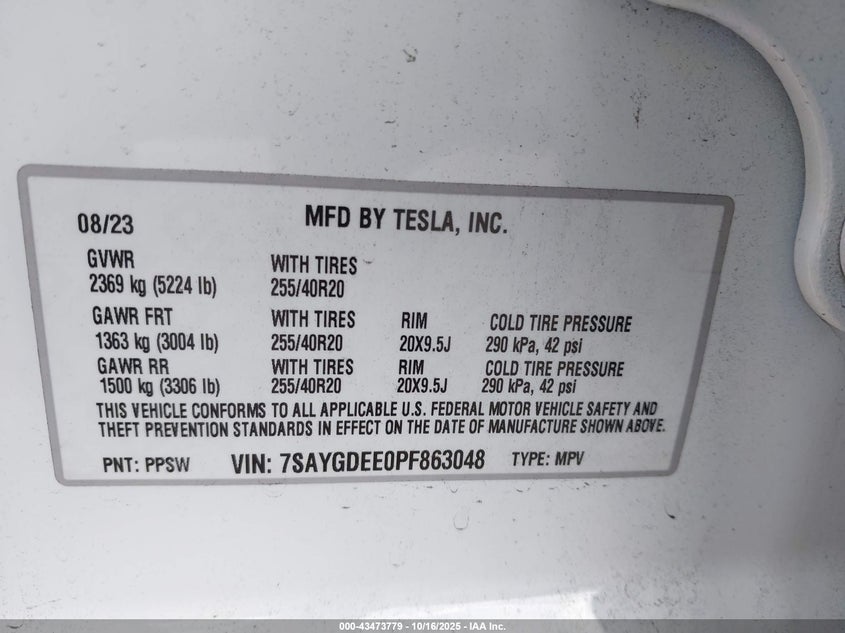 08/23 MFD BY TESLA, INC.
GVWR WITH TIRES
2369 kg (5224 lb) 255/40R20
GAWR FRT WITH TIRES RIM COLD TIRE PRESSURE
1363 kg (3004 lb) 255/40R20 20X9.5J 290 kPa, 42 psi
GAWR RR WITH TIRES RIM COLD TIRE PRESSURE
1500 kg (3306 lb) 255/40R20 20X9.5J 290 kPa, 42 psi
THIS VEHICLE CONFORMS TO ALL APPLICABLE U.S. FEDERAL MOTOR VEHICLE SAFETY AND
THEFT PREVENTION STANDARDS IN EFFECT ON THE DATE OF MANUFACTURE SHOWN ABOVE.
PNT: PPSW VIN: 7SAYGDEE0PF863048 TYPE: MPV
000-43473779 - 10/16/2025 - IAA Inc.